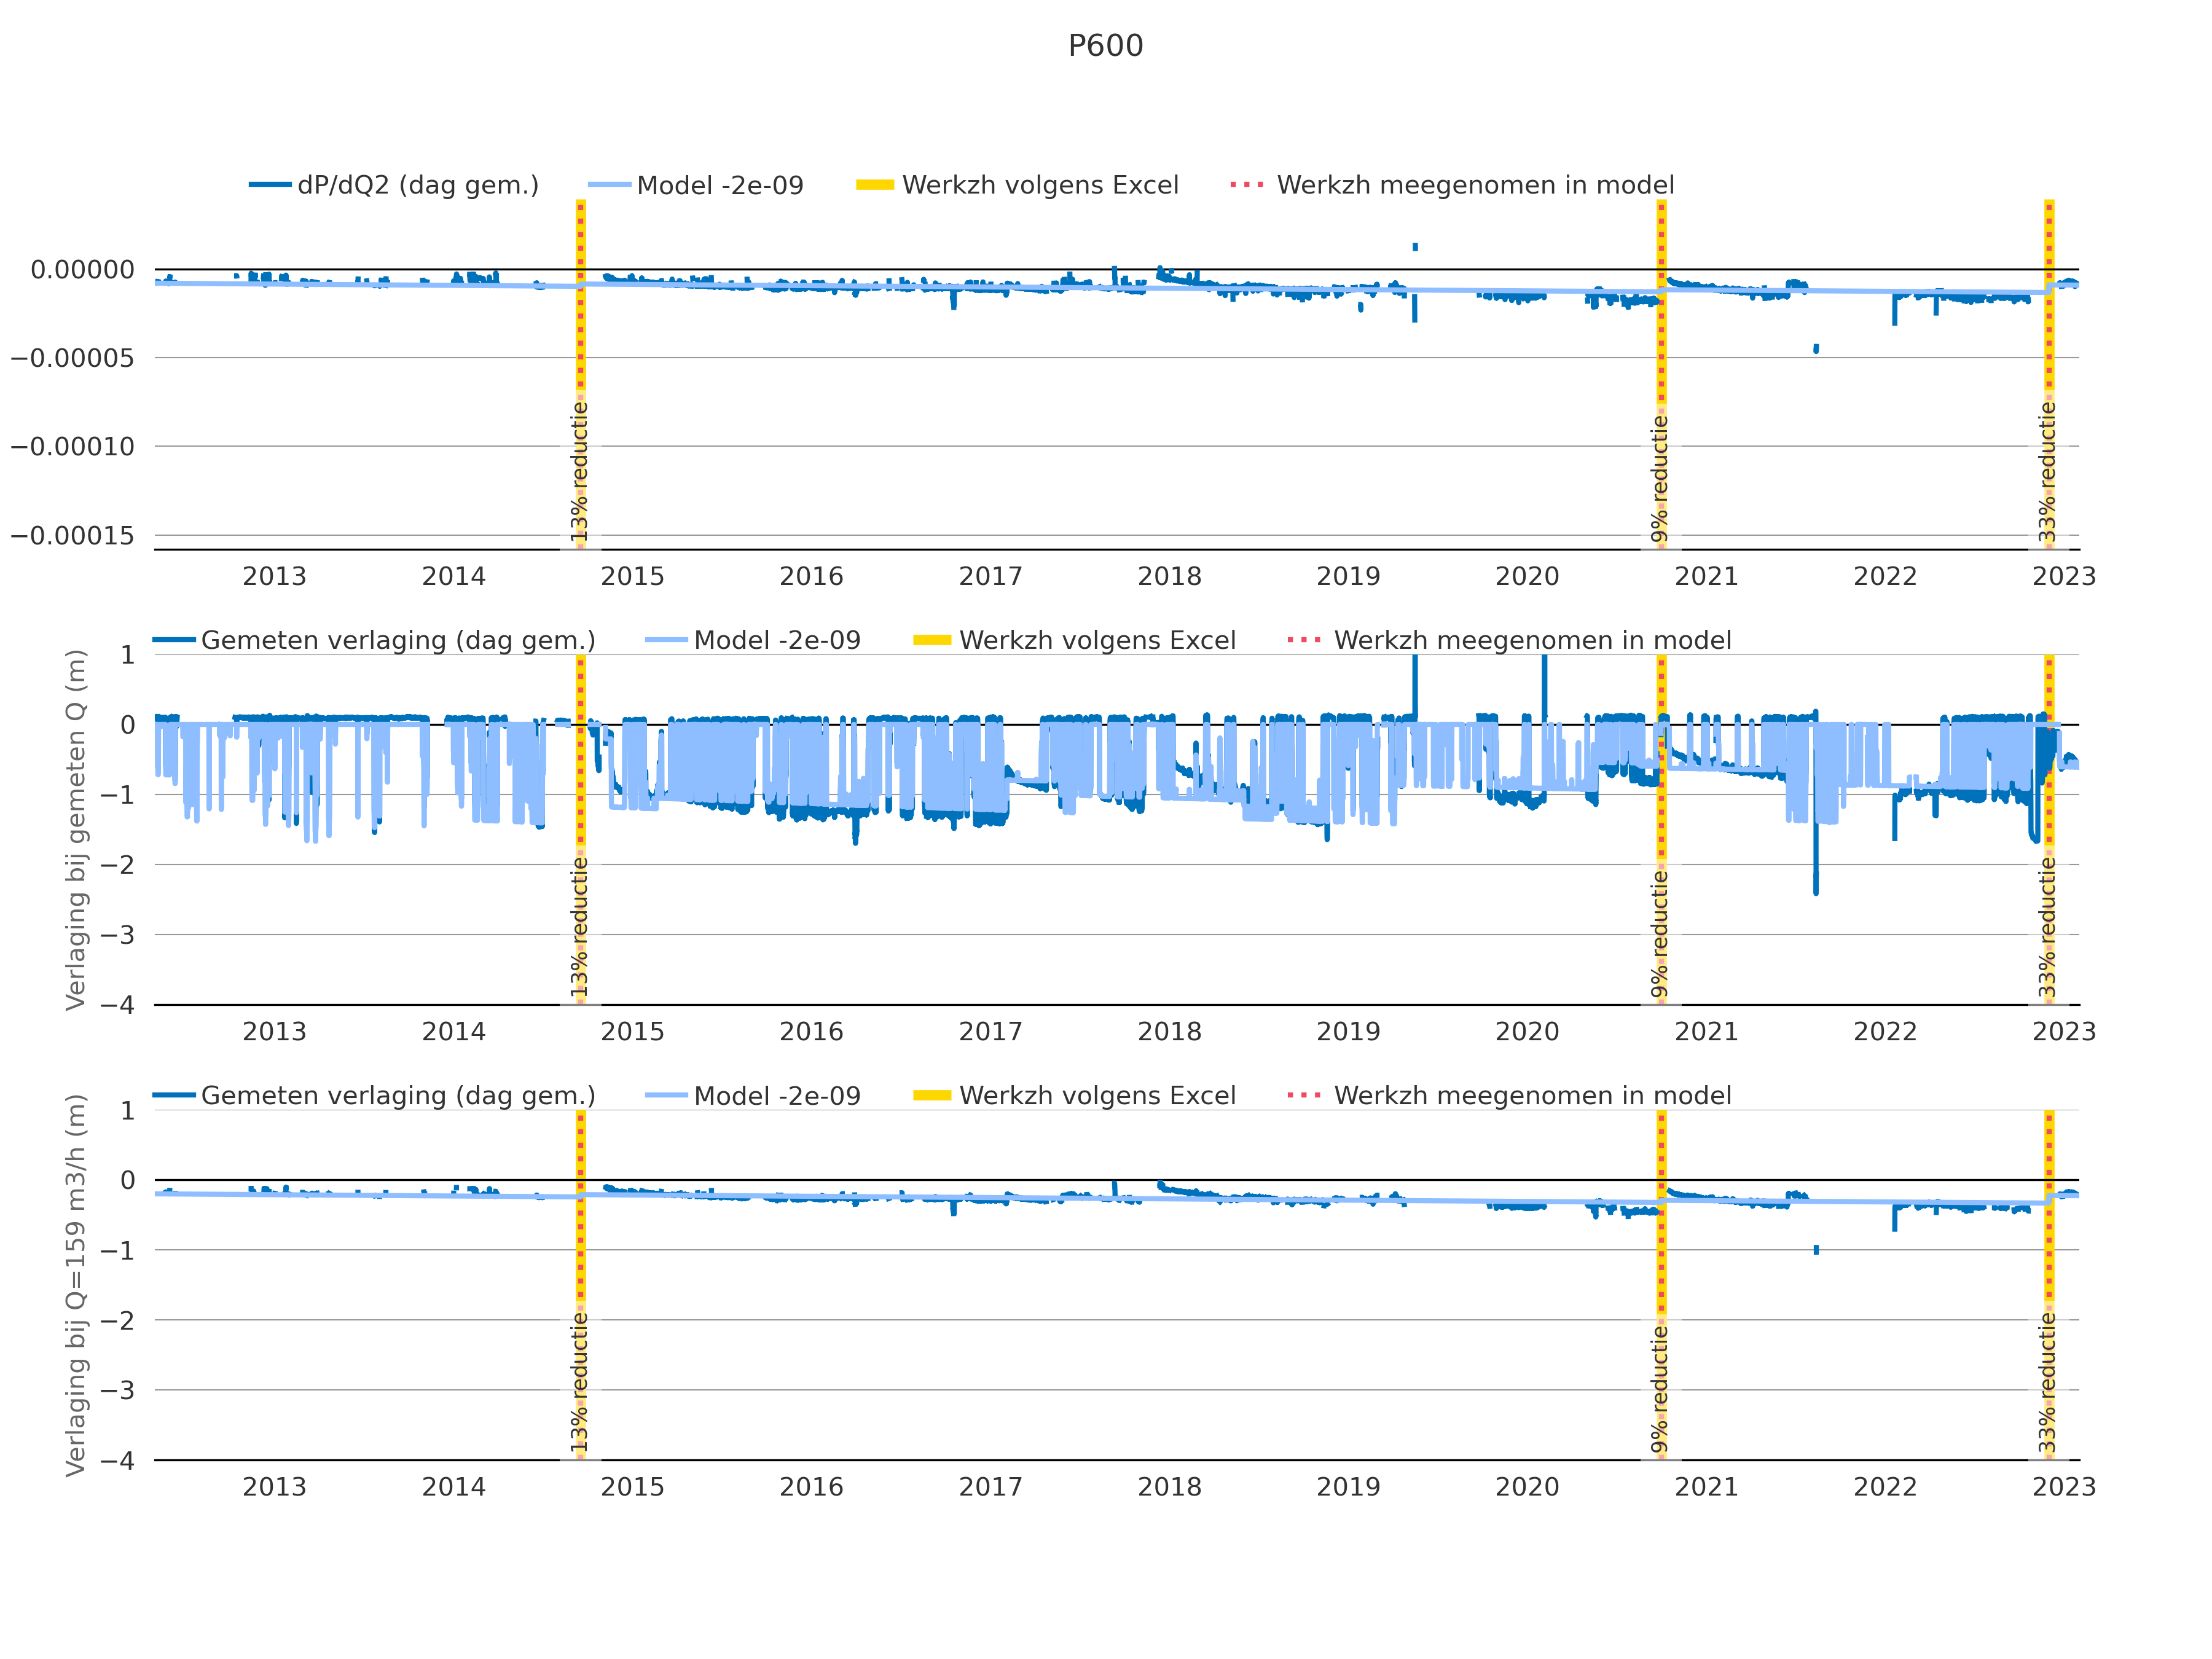 P600
dP/dQ2 (dag gem.) Model -2e-09 Werkzh volgens Excel Werkzh meegenomen in model
0.00000
−0.00005
−0.00010
−0.00015
13% reductie
9% reductie
33% reductie
2013 2014 2015 2016 2017 2018 2019 2020 2021 2022 2023
Gemeten verlaging (dag gem.) Model -2e-09 Werkzh volgens Excel Werkzh meegenomen in model
Verlaging bij gemeten Q (m)
1
0
−1
−2
−3
−4
13% reductie
9% reductie
33% reductie
2013 2014 2015 2016 2017 2018 2019 2020 2021 2022 2023
Gemeten verlaging (dag gem.) Model -2e-09 Werkzh volgens Excel Werkzh meegenomen in model
Verlaging bij Q=159 m3/h (m)
1
0
−1
−2
−3
−4
13% reductie
9% reductie
33% reductie
2013 2014 2015 2016 2017 2018 2019 2020 2021 2022 2023